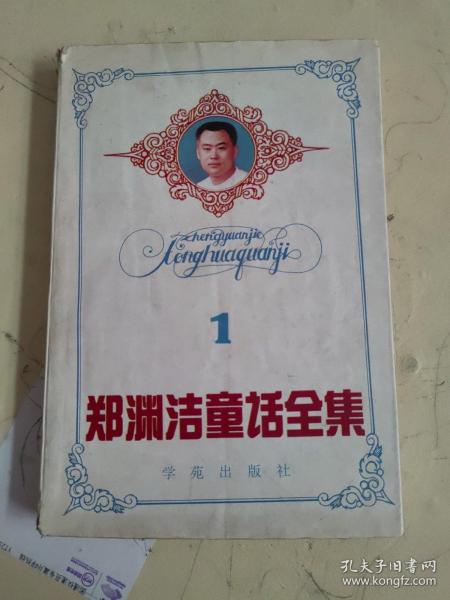 zhengyuanjie
tonghuaquanji
1
郑渊洁童话全集
学苑出版社
孔夫子旧书网
www.kongfz.com